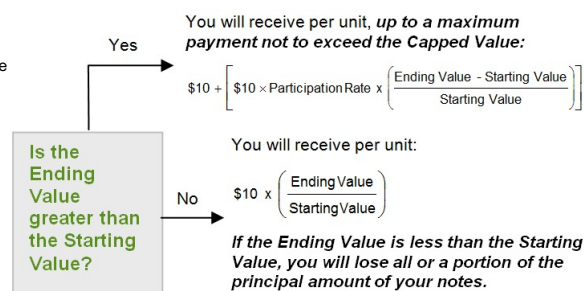 You will receive per unit, up to a maximum
payment not to exceed the Capped Value:
Yes
e
$10 + [ $10 × Participation Rate x ( Ending Value - Starting Value / Starting Value ) ]
Is the
Ending
Value
greater than
the Starting
Value?
You will receive per unit:
No
$10 x ( Ending Value / Starting Value )
If the Ending Value is less than the Starting
Value, you will lose all or a portion of the
principal amount of your notes.